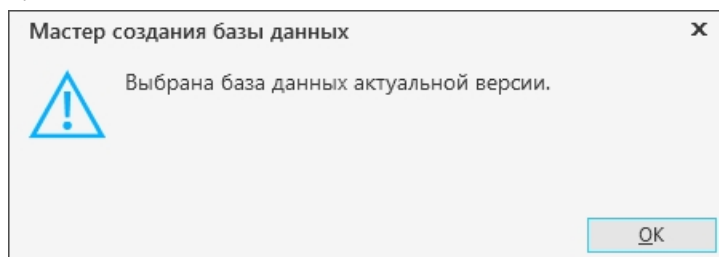 Мастер создания базы данных
Выбрана база данных актуальной версии.
OK